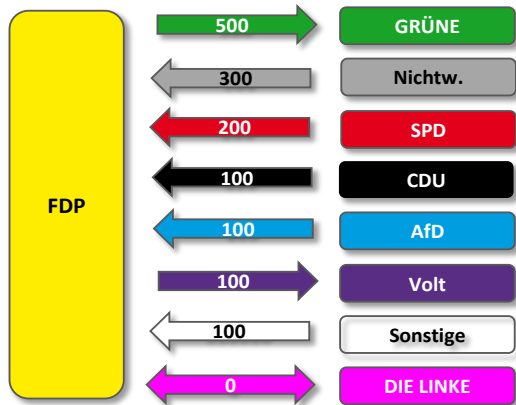 500 GRÜNE
300 Nichtw.
200 SPD
100 CDU
FDP
100 AfD
100 Volt
100 Sonstige
0 DIE LINKE